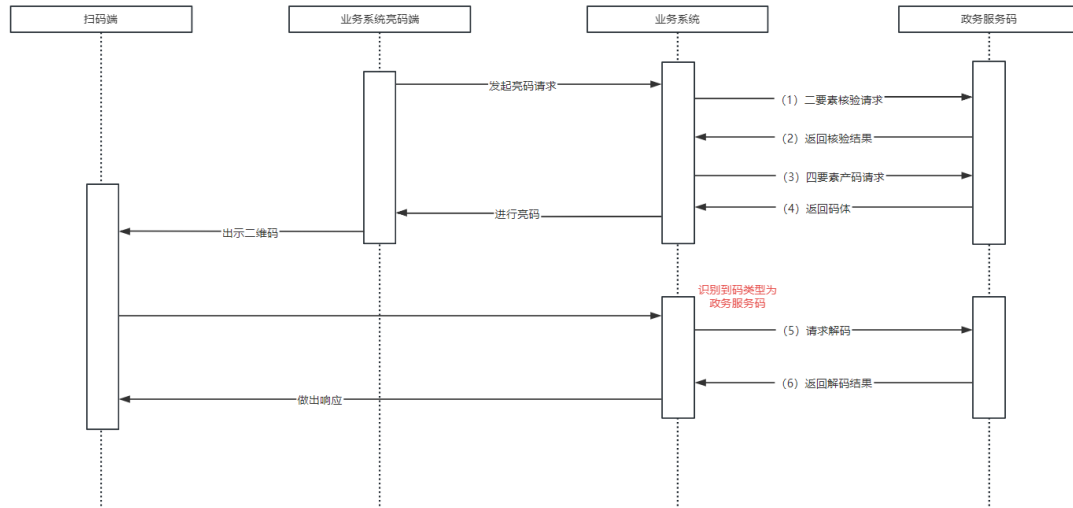 扫码端
业务系统亮码端
业务系统
政务服务码
发起亮码请求
（1）二要素核验请求
（2）返回核验结果
（3）四要素产码请求
（4）返回码体
进行亮码
出示二维码
识别到码类型为
政务服务码
（5）请求解码
（6）返回解码结果
做出响应